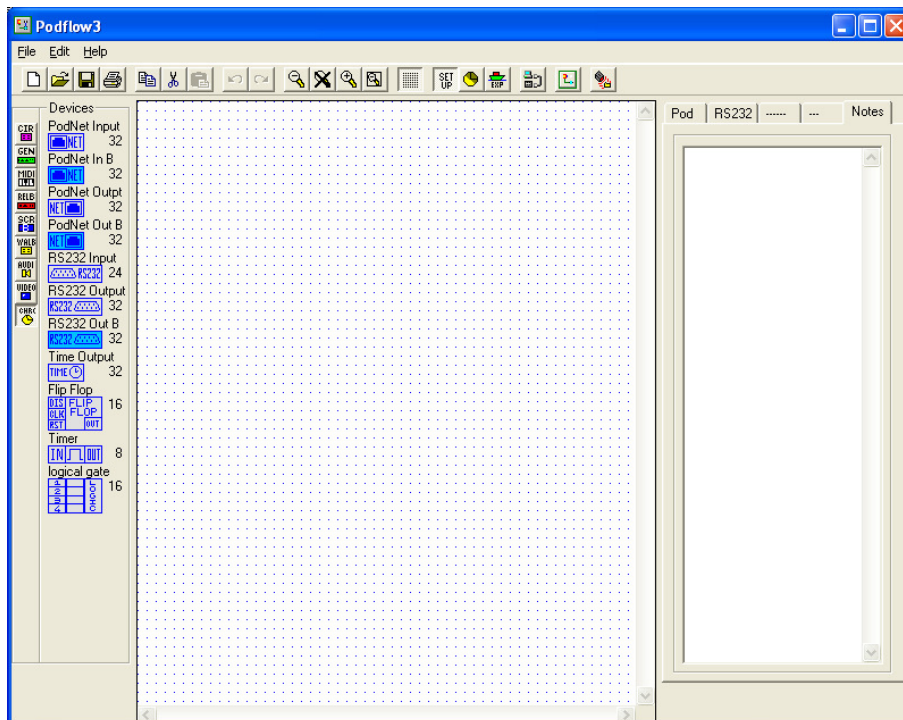 Podflow3
File Edit Help
SET UP
EXP
Devices
CIR
GEN
MIDI
RELB
SCR
WALB
AUDI
VIDEO
CHRC
PodNet Input
NET 32
PodNet In B
NET 32
PodNet Outpt
NET 32
PodNet Out B
NET 32
RS232 Input
RS232 24
RS232 Output
RS232 32
RS232 Out B
RS232 32
Time Output
TIME 32
Flip Flop
DIS FLIP 16
CLK FLOP
RST OUT
Timer
IN OUT 8
logical gate
1 2 3 4 LOGIC 16
Pod RS232 ------ --- Notes